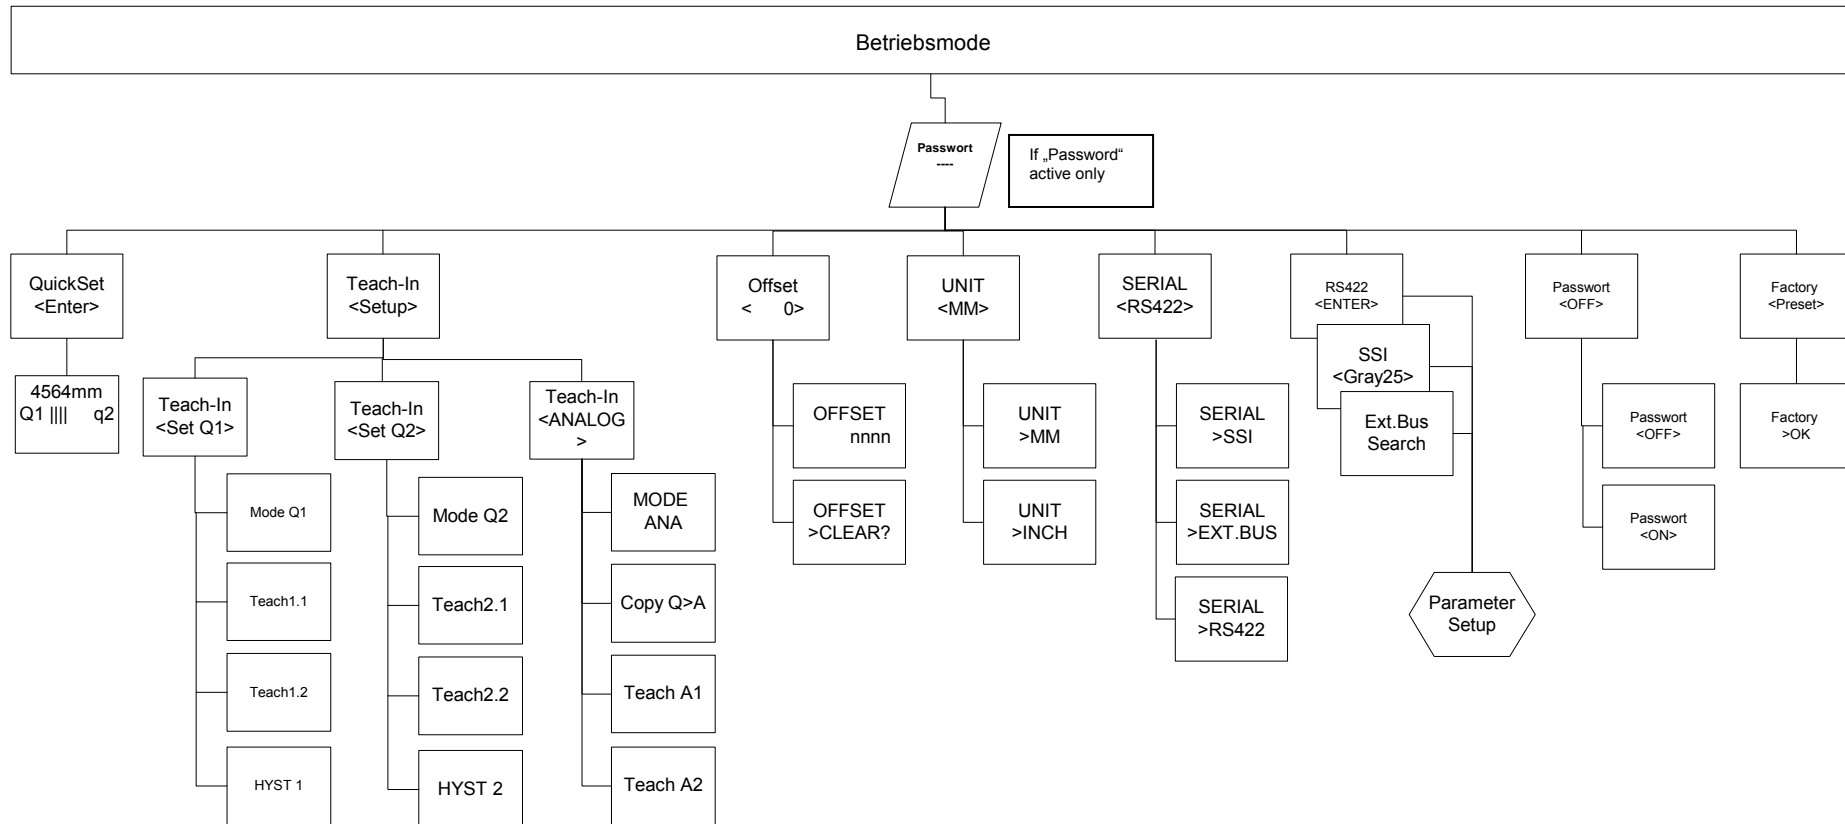 Betriebsmode
Passwort
----
If „Password“
active only
QuickSet
<Enter>
4564mm
Q1 |||| q2
Teach-In
<Setup>
Teach-In
<Set Q1>
Mode Q1
Teach1.1
Teach1.2
HYST 1
Teach-In
<Set Q2>
Mode Q2
Teach2.1
Teach2.2
HYST 2
Teach-In
<ANALOG
>
MODE
ANA
Copy Q>A
Teach A1
Teach A2
Offset
< 0>
OFFSET
nnnn
OFFSET
>CLEAR?
UNIT
<MM>
UNIT
>MM
UNIT
>INCH
SERIAL
<RS422>
SERIAL
>SSI
SERIAL
>EXT.BUS
SERIAL
>RS422
RS422
<ENTER>
SSI
<Gray25>
Ext.Bus
Search
Parameter
Setup
Passwort
<OFF>
Passwort
<OFF>
Passwort
<ON>
Factory
<Preset>
Factory
>OK